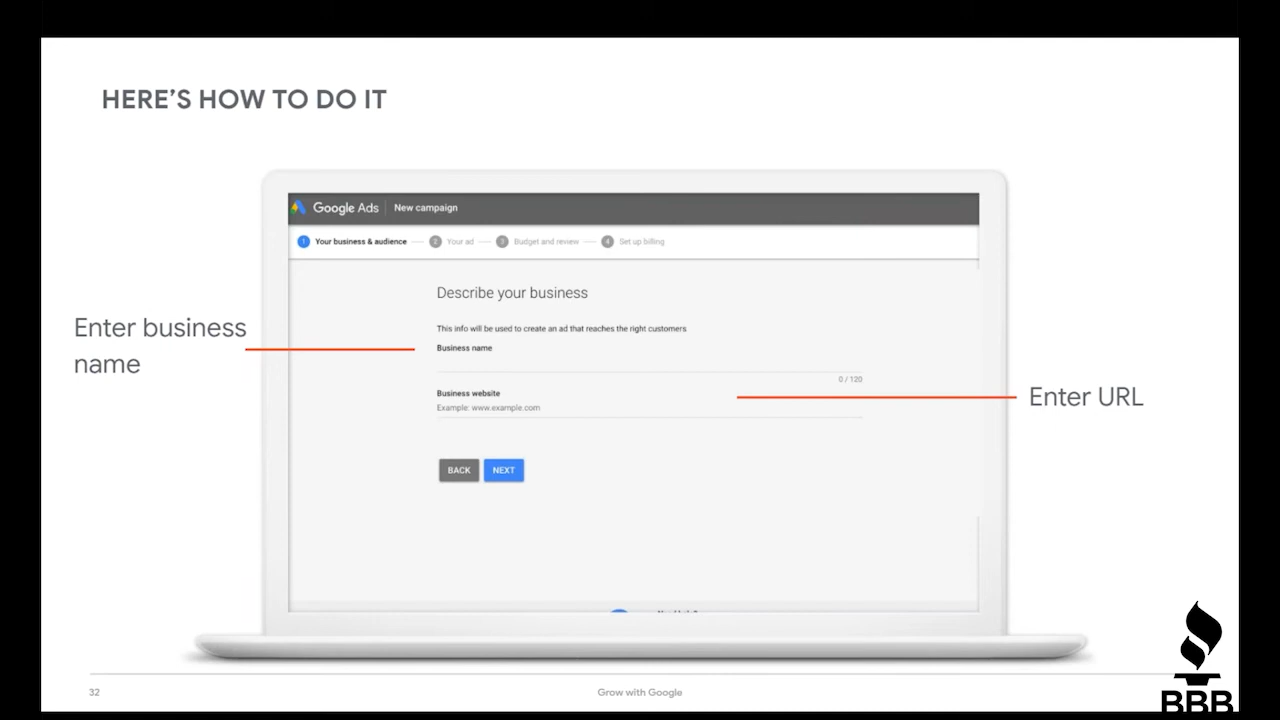 HERE'S HOW TO DO IT
Google Ads New campaign
1 Your business & audience 2 Your ad 3 Budget and review 4 Set up billing
Describe your business
This info will be used to create an ad that reaches the right customers
Enter business
name
Business name
0 / 120
Business website
Example: www.example.com
Enter URL
BACK NEXT
32
Grow with Google
BBB